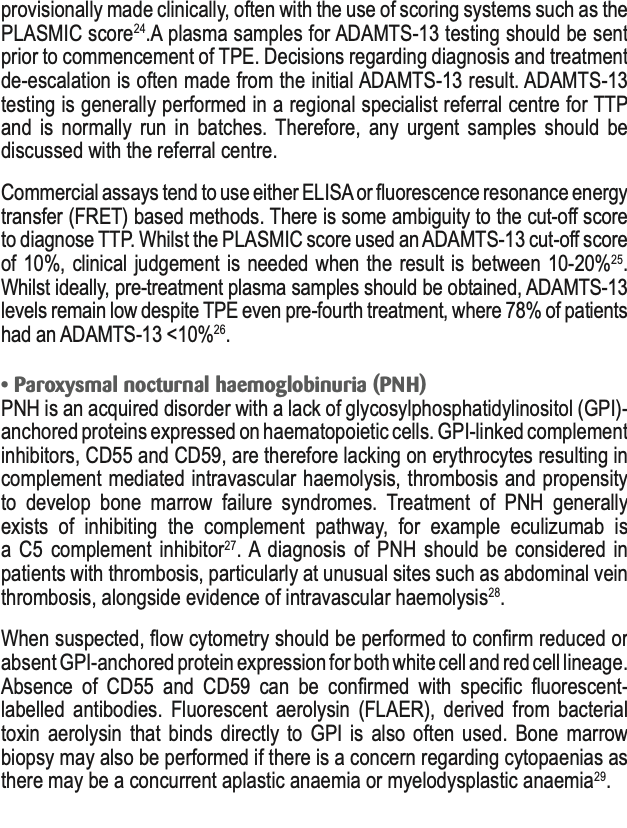 provisionally made clinically, often with the use of scoring systems such as the
PLASMIC score24.A plasma samples for ADAMTS-13 testing should be sent
prior to commencement of TPE. Decisions regarding diagnosis and treatment
de-escalation is often made from the initial ADAMTS-13 result. ADAMTS-13
testing is generally performed in a regional specialist referral centre for TTP
and is normally run in batches. Therefore, any urgent samples should be
discussed with the referral centre.
Commercial assays tend to use either ELISA or fluorescence resonance energy
transfer (FRET) based methods. There is some ambiguity to the cut-off score
to diagnose TTP. Whilst the PLASMIC score used an ADAMTS-13 cut-off score
of 10%, clinical judgement is needed when the result is between 10-20%25.
Whilst ideally, pre-treatment plasma samples should be obtained, ADAMTS-13
levels remain low despite TPE even pre-fourth treatment, where 78% of patients
had an ADAMTS-13 <10%26.
• Paroxysmal nocturnal haemoglobinuria (PNH)
PNH is an acquired disorder with a lack of glycosylphosphatidylinositol (GPI)-
anchored proteins expressed on haematopoietic cells. GPI-linked complement
inhibitors, CD55 and CD59, are therefore lacking on erythrocytes resulting in
complement mediated intravascular haemolysis, thrombosis and propensity
to develop bone marrow failure syndromes. Treatment of PNH generally
exists of inhibiting the complement pathway, for example eculizumab is
a C5 complement inhibitor27. A diagnosis of PNH should be considered in
patients with thrombosis, particularly at unusual sites such as abdominal vein
thrombosis, alongside evidence of intravascular haemolysis28.
When suspected, flow cytometry should be performed to confirm reduced or
absent GPI-anchored protein expression for both white cell and red cell lineage.
Absence of CD55 and CD59 can be confirmed with specific fluorescent-
labelled antibodies. Fluorescent aerolysin (FLAER), derived from bacterial
toxin aerolysin that binds directly to GPI is also often used. Bone marrow
biopsy may also be performed if there is a concern regarding cytopaenias as
there may be a concurrent aplastic anaemia or myelodysplastic anaemia29.